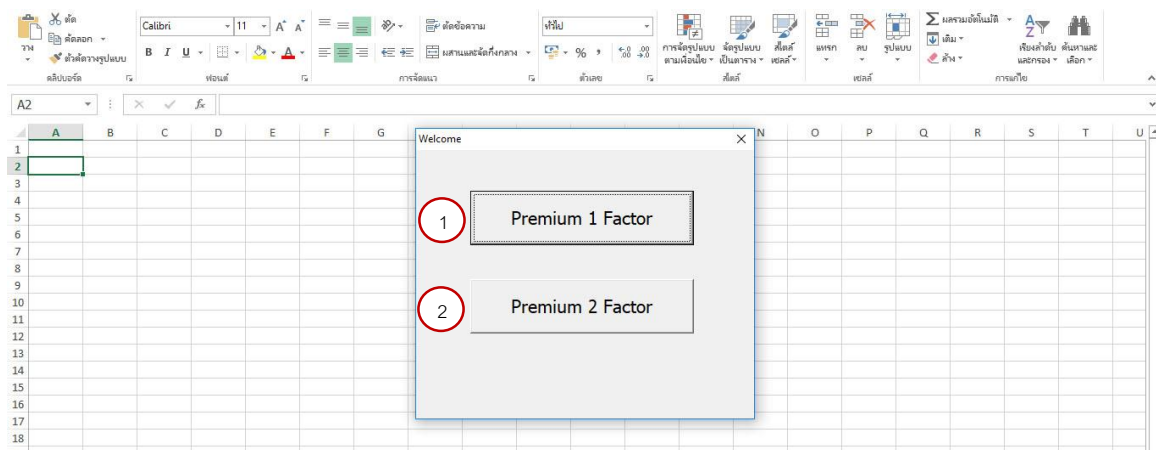 ตัด
คัดลอก
ตัวคัดวางรูปแบบ
วาง
คลิปบอร์ด
Calibri 11 A A
B I U A
ฟอนต์
ตัดข้อความ
ผสานและจัดกึ่งกลาง
การจัดแนว
ทั่วไป
% , .00 .00
ตัวเลข
การจัดรูปแบบ
ตามเงื่อนไข
จัดรูปแบบ
เป็นตาราง
สไตล์
เซลล์
สไตล์
แทรก ลบ รูปแบบ
เซลล์
ผลรวมอัตโนมัติ
เติม
ล้าง
เรียงลำดับ
และกรอง
ค้นหาและ
เลือก
การแก้ไข
A2 fx
A B C D E F G N O P Q R S T U
1
2
3
4
5
6
7
8
9
10
11
12
13
14
15
16
17
18
Welcome
1 Premium 1 Factor
2 Premium 2 Factor